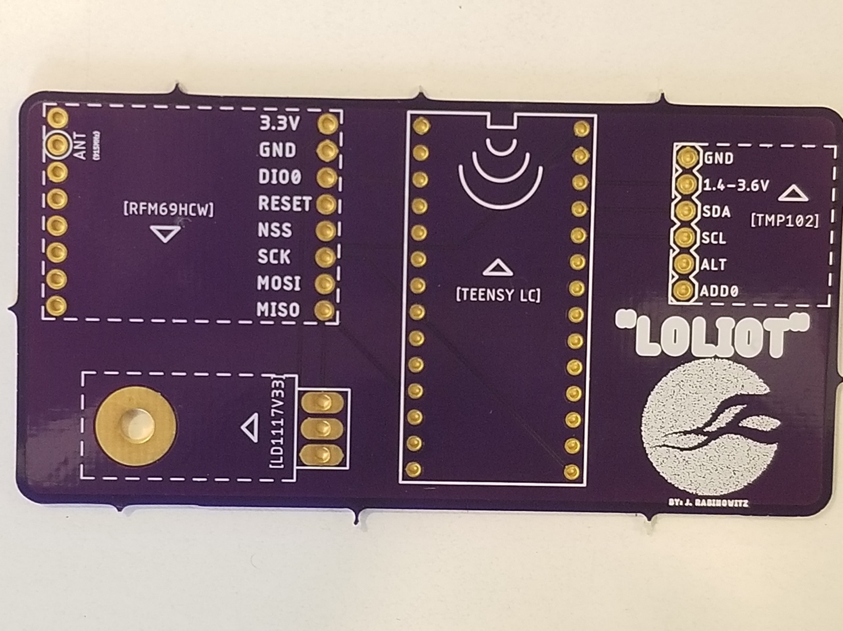 3.3V
GND
DIO0
RESET
NSS
SCK
MOSI
MISO
ANT
[RFM69HCW]
[LD1117V33]
[TEENSY LC]
GND
1.4-3.6V
SDA
SCL
ALT
ADD0
[TMP102]
"LOLIOT"
BY: J. RABINOWITZ